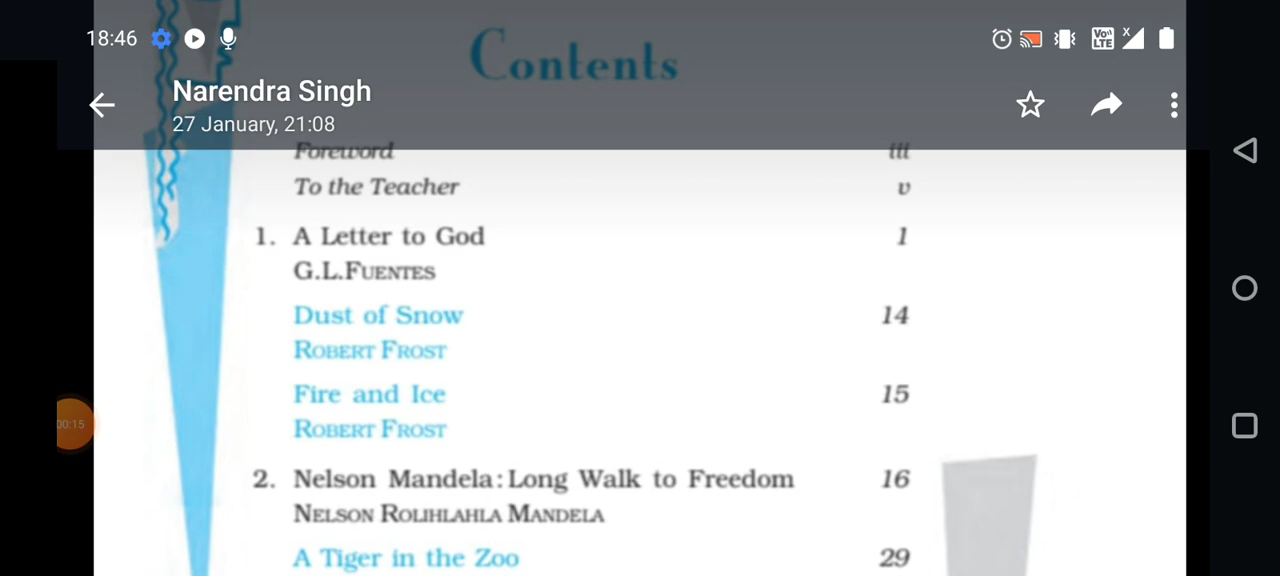 18:46
Contents
VoD
LTE
X
Narendra Singh
27 January, 21:08
Foreword iii
To the Teacher v
1. A Letter to God 1
G.L.FUENTES
Dust of Snow 14
ROBERT FROST
00:15
Fire and Ice 15
ROBERT FROST
2. Nelson Mandela: Long Walk to Freedom 16
NELSON ROLIHLAHLA MANDELA
A Tiger in the Zoo 29